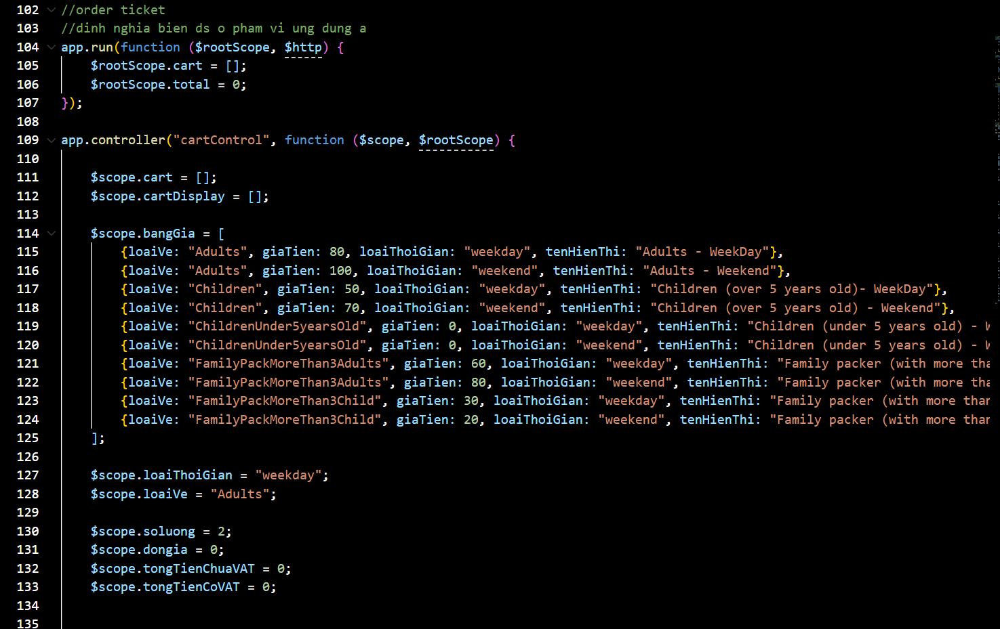 102 //order ticket
103 //dinh nghia bien ds o pham vi ung dung a
104 app.run(function ($rootScope, $http) {
105 $rootScope.cart = [];
106 $rootScope.total = 0;
107 });
108
109 app.controller("cartControl", function ($scope, $rootScope) {
110
111 $scope.cart = [];
112 $scope.cartDisplay = [];
113
114 $scope.bangGia = [
115 {loaiVe: "Adults", giaTien: 80, loaiThoiGian: "weekday", tenHienThi: "Adults - WeekDay"},
116 {loaiVe: "Adults", giaTien: 100, loaiThoiGian: "weekend", tenHienThi: "Adults - Weekend"},
117 {loaiVe: "Children", giaTien: 50, loaiThoiGian: "weekday", tenHienThi: "Children (over 5 years old)- WeekDay"},
118 {loaiVe: "Children", giaTien: 70, loaiThoiGian: "weekend", tenHienThi: "Children (over 5 years old) - Weekend"},
119 {loaiVe: "ChildrenUnder5yearsOld", giaTien: 0, loaiThoiGian: "weekday", tenHienThi: "Children (under 5 years old) -
120 {loaiVe: "ChildrenUnder5yearsOld", giaTien: 0, loaiThoiGian: "weekend", tenHienThi: "Children (under 5 years old) -
121 {loaiVe: "FamilyPackMoreThan3Adults", giaTien: 60, loaiThoiGian: "weekday", tenHienThi: "Family packer (with more tha
122 {loaiVe: "FamilyPackMoreThan3Adults", giaTien: 80, loaiThoiGian: "weekend", tenHienThi: "Family packer (with more tha
123 {loaiVe: "FamilyPackMoreThan3Child", giaTien: 30, loaiThoiGian: "weekday", tenHienThi: "Family packer (with more than
124 {loaiVe: "FamilyPackMoreThan3Child", giaTien: 20, loaiThoiGian: "weekend", tenHienThi: "Family packer (with more than
125 ];
126
127 $scope.loaiThoiGian = "weekday";
128 $scope.loaiVe = "Adults";
129
130 $scope.soluong = 2;
131 $scope.dongia = 0;
132 $scope.tongTienChuaVAT = 0;
133 $scope.tongTienCoVAT = 0;
134
135